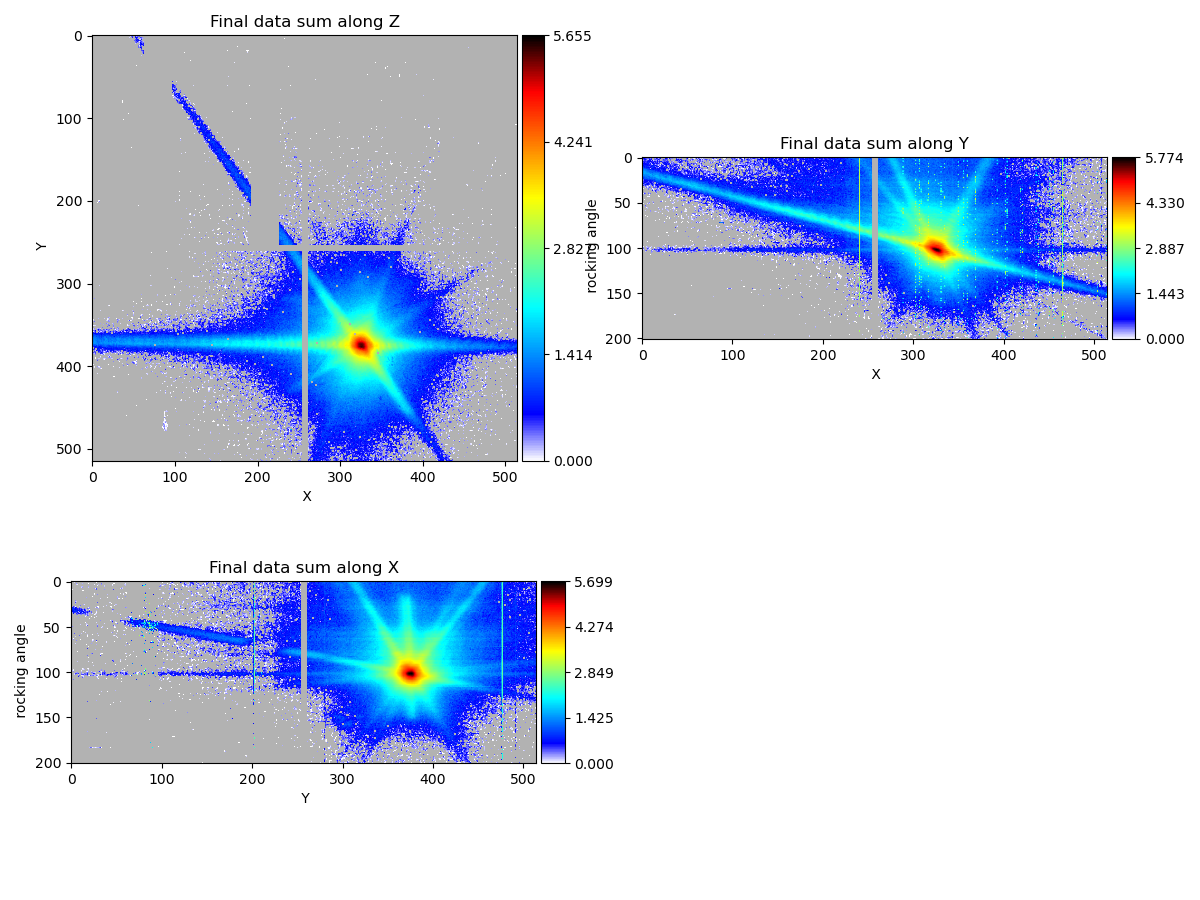 Final data sum along Z
0
100
200
300
400
500
Y
0 100 200 300 400 500
X
5.655
4.241
2.827
1.414
0.000
Final data sum along Y
0
50
100
150
200
rocking angle
0 100 200 300 400 500
X
5.774
4.330
2.887
1.443
0.000
Final data sum along X
0
50
100
150
200
rocking angle
0 100 200 300 400 500
Y
5.699
4.274
2.849
1.425
0.000